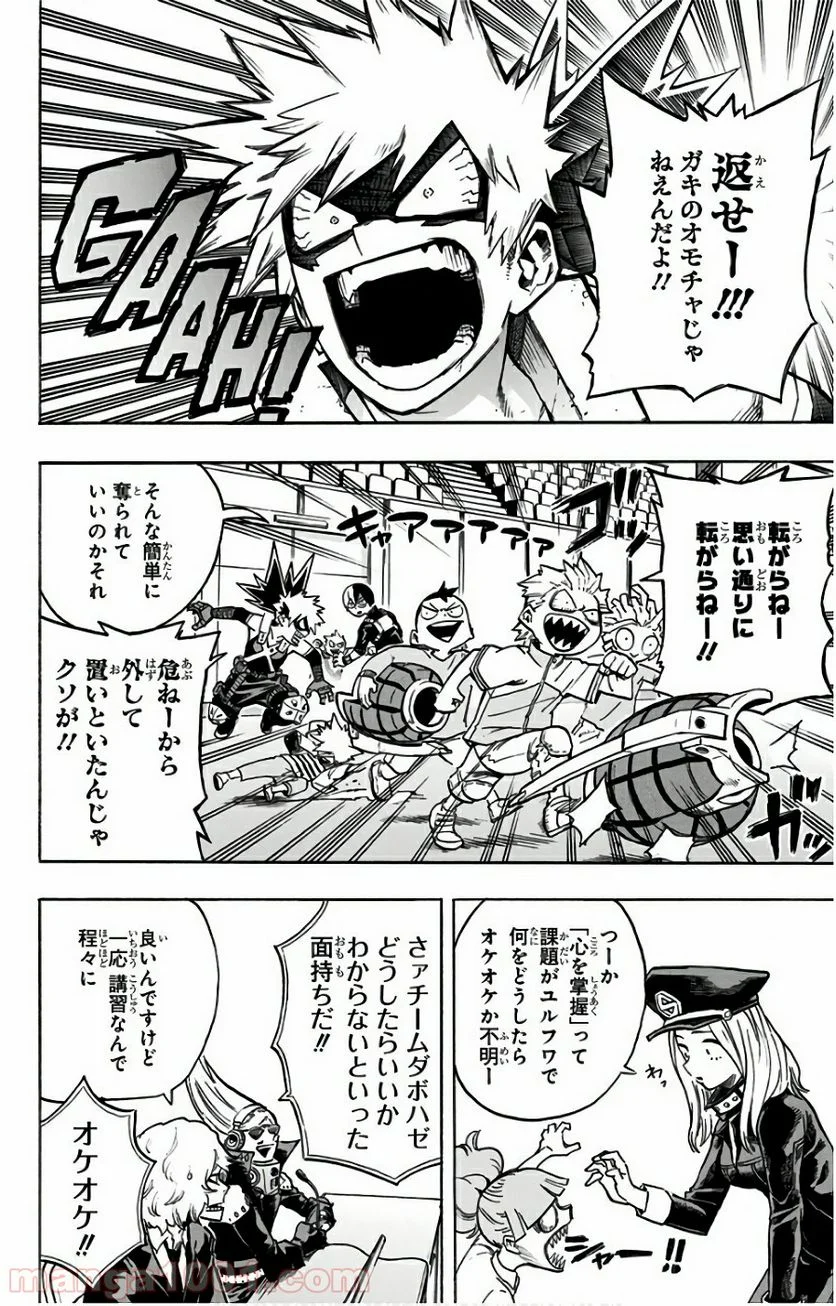 返せー!!!
ガキのオモチャじゃ
ねえんだよ!!
GAAAH!
転がらねー
思い通りに
転がらねー!!
ゴッ
ガッ
キャアアアアァァ
そんな簡単に
奪られて
いいのかそれ
危ねーから
外して
置いといたんじゃ
クソが!!
つーか
「心を掌握」って
課題がユルフワで
何をどうしたら
オケオケか不明ー
わっ
シャーッ!!
さァチームダボハゼ
どうしたらいいか
わからないといった
面持ちだ!!
良いんですけど
一応 講習なんで
程々に
オケオケ!!